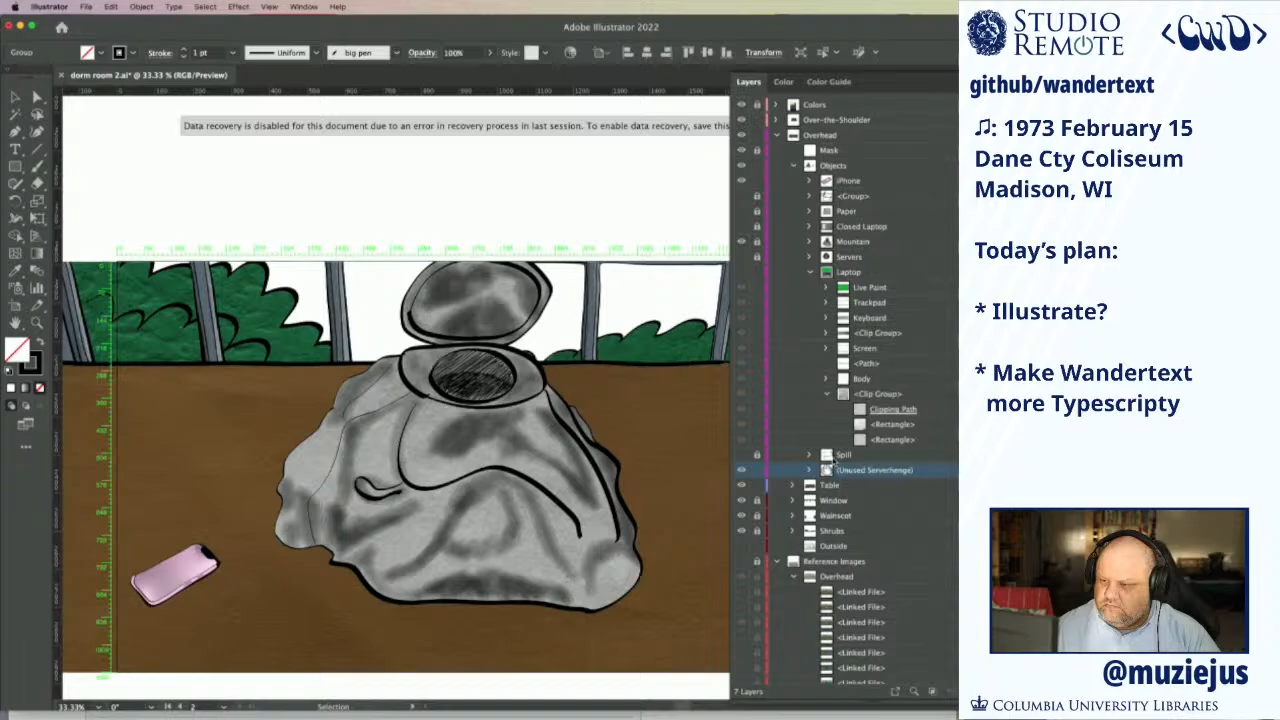 Illustrator File Edit Object Type Select Effect View Window Help
Adobe Illustrator 2022
Group Stroke: 1 pt Uniform big pen Opacity: 100% Style: Transform
dorm room 2.ai* @ 33.33 % (RGB/Preview)
Data recovery is disabled for this document due to an error in recovery process in last session. To enable data recovery, save this
Layers Color Color Guide
Colors
Over-the-Shoulder
Overhead
Mask
Objects
iPhone
<Group>
Paper
Closed Laptop
Mountain
Servers
Laptop
Live Paint
Trackpad
Keyboard
<Clip Group>
Screen
<Path>
Body
<Clip Group>
Clipping Path
<Rectangle>
<Rectangle>
Spill
(Unused Serverhenge)
Table
Window
Wainscot
Shrubs
Outside
Reference Images
Overhead
<Linked File>
<Linked File>
<Linked File>
<Linked File>
<Linked File>
<Linked File>
<Linked File>
7 Layers
33.33% 0° 2 Selection
STUDIO
REMOTE
<CWD>
github/wandertext
♫: 1973 February 15
Dane Cty Coliseum
Madison, WI
Today's plan:
* Illustrate?
* Make Wandertext
more Typescripty
@muziejus
COLUMBIA UNIVERSITY LIBRARIES